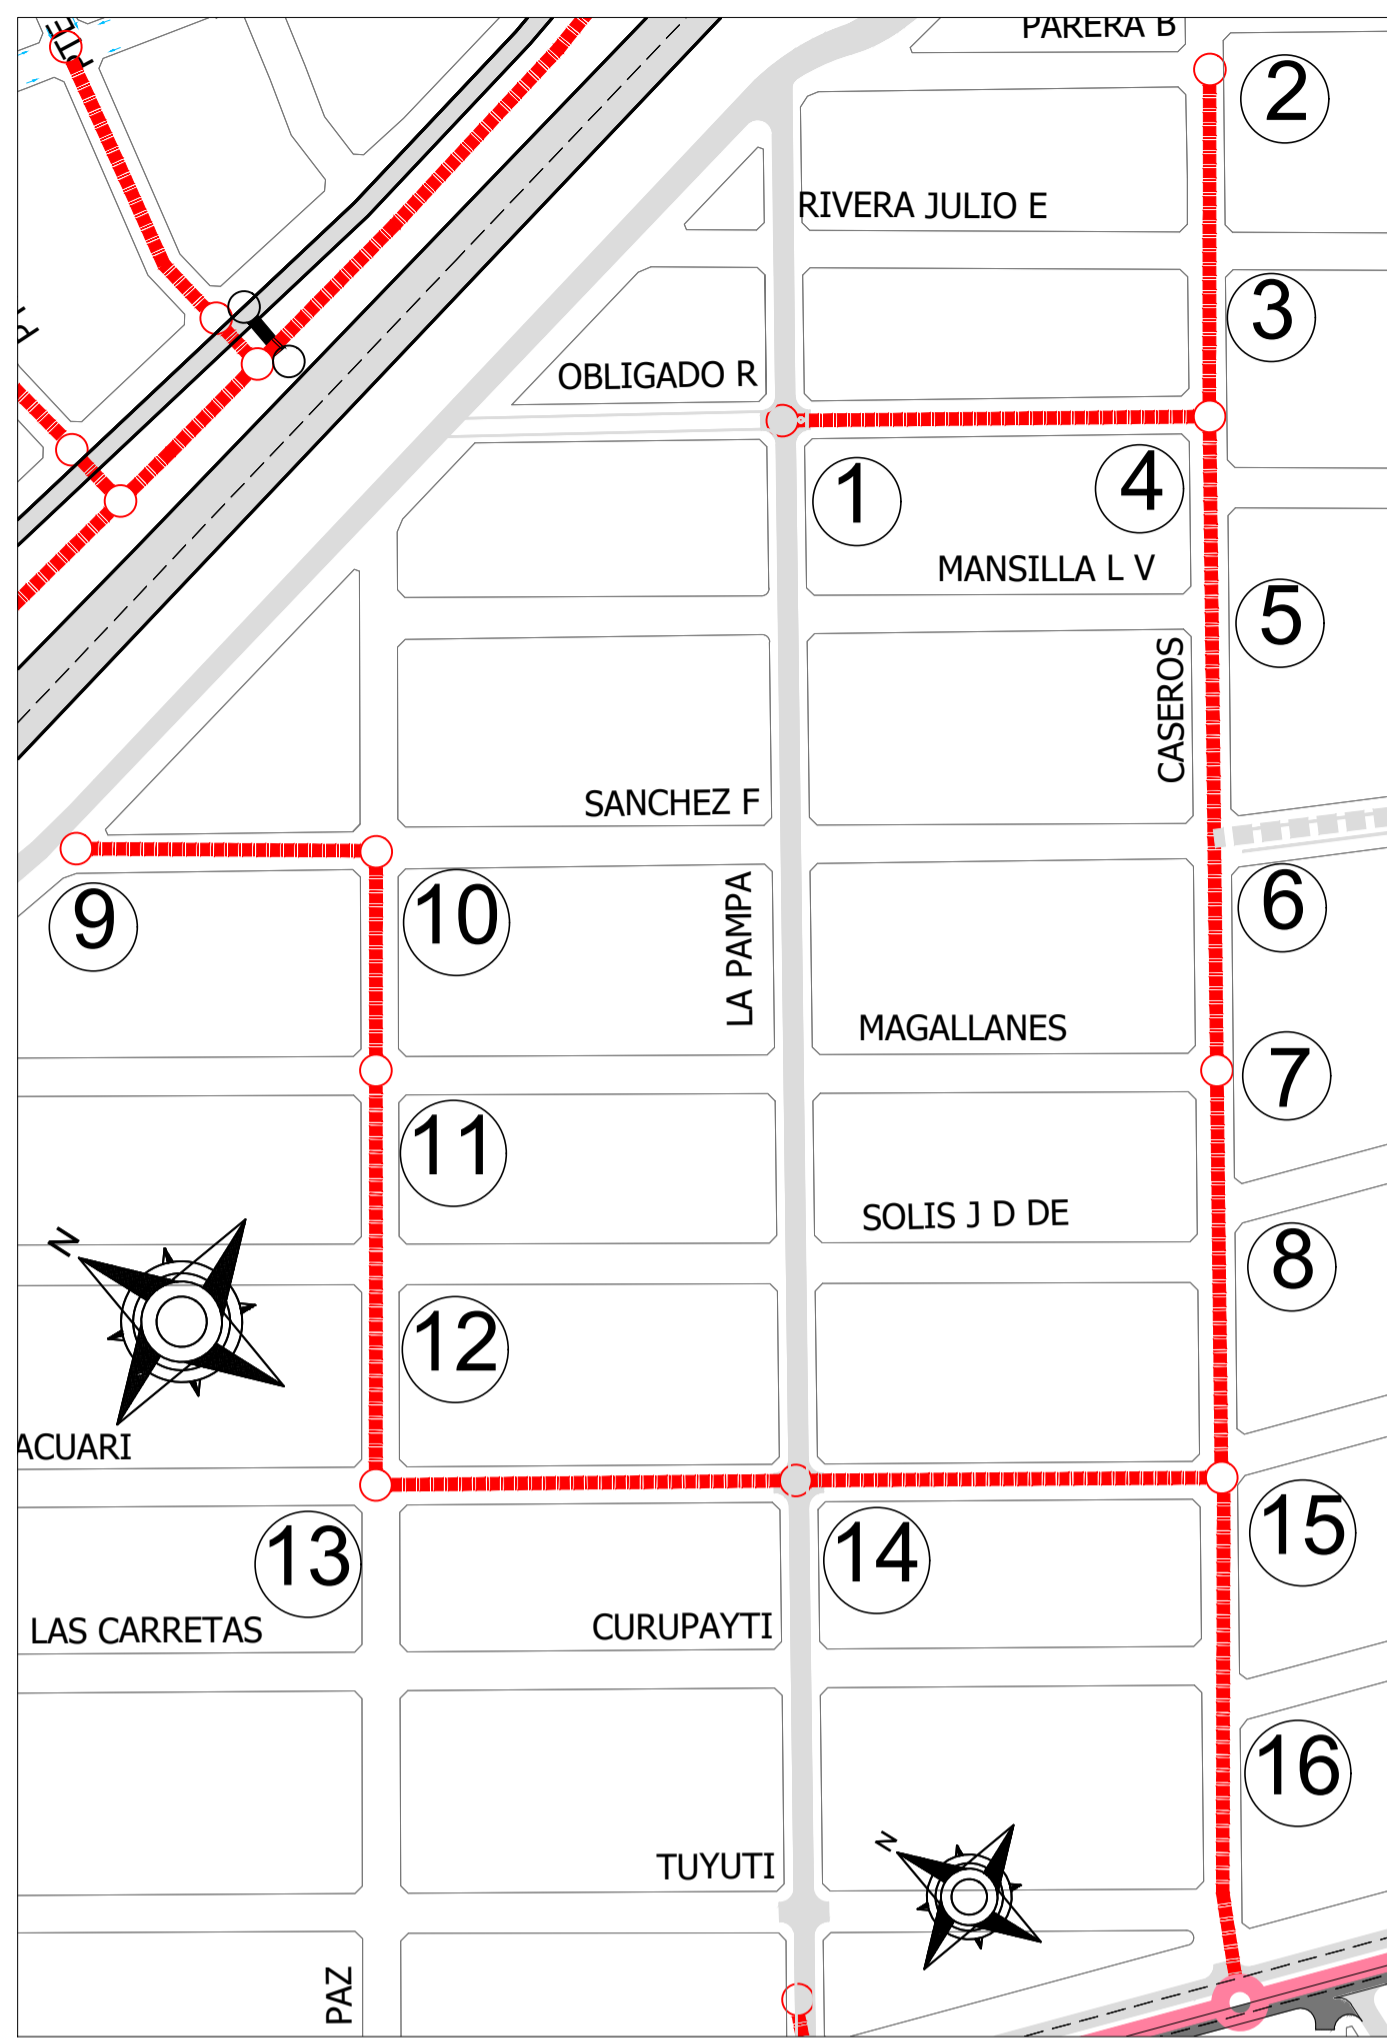 PTE
PARERA B
2
RIVERA JULIO E
3
OBLIGADO R
1
4
MANSILLA L V
5
CASEROS
SANCHEZ F
9
10
LA PAMPA
6
MAGALLANES
7
11
SOLIS J D DE
N
8
12
ACUARI
13
14
15
LAS CARRETAS
CURUPAYTI
16
N
TUYUTI
PAZ